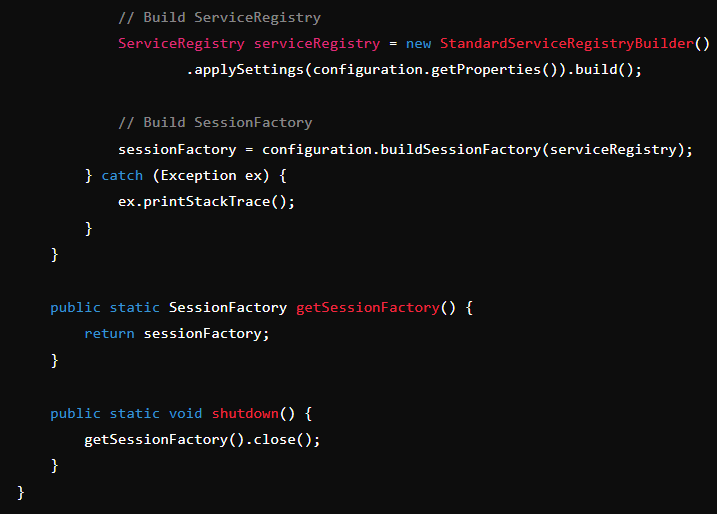 // Build ServiceRegistry
ServiceRegistry serviceRegistry = new StandardServiceRegistryBuilder()
.applySettings(configuration.getProperties()).build();
// Build SessionFactory
sessionFactory = configuration.buildSessionFactory(serviceRegistry);
} catch (Exception ex) {
ex.printStackTrace();
}
}
public static SessionFactory getSessionFactory() {
return sessionFactory;
}
public static void shutdown() {
getSessionFactory().close();
}
}